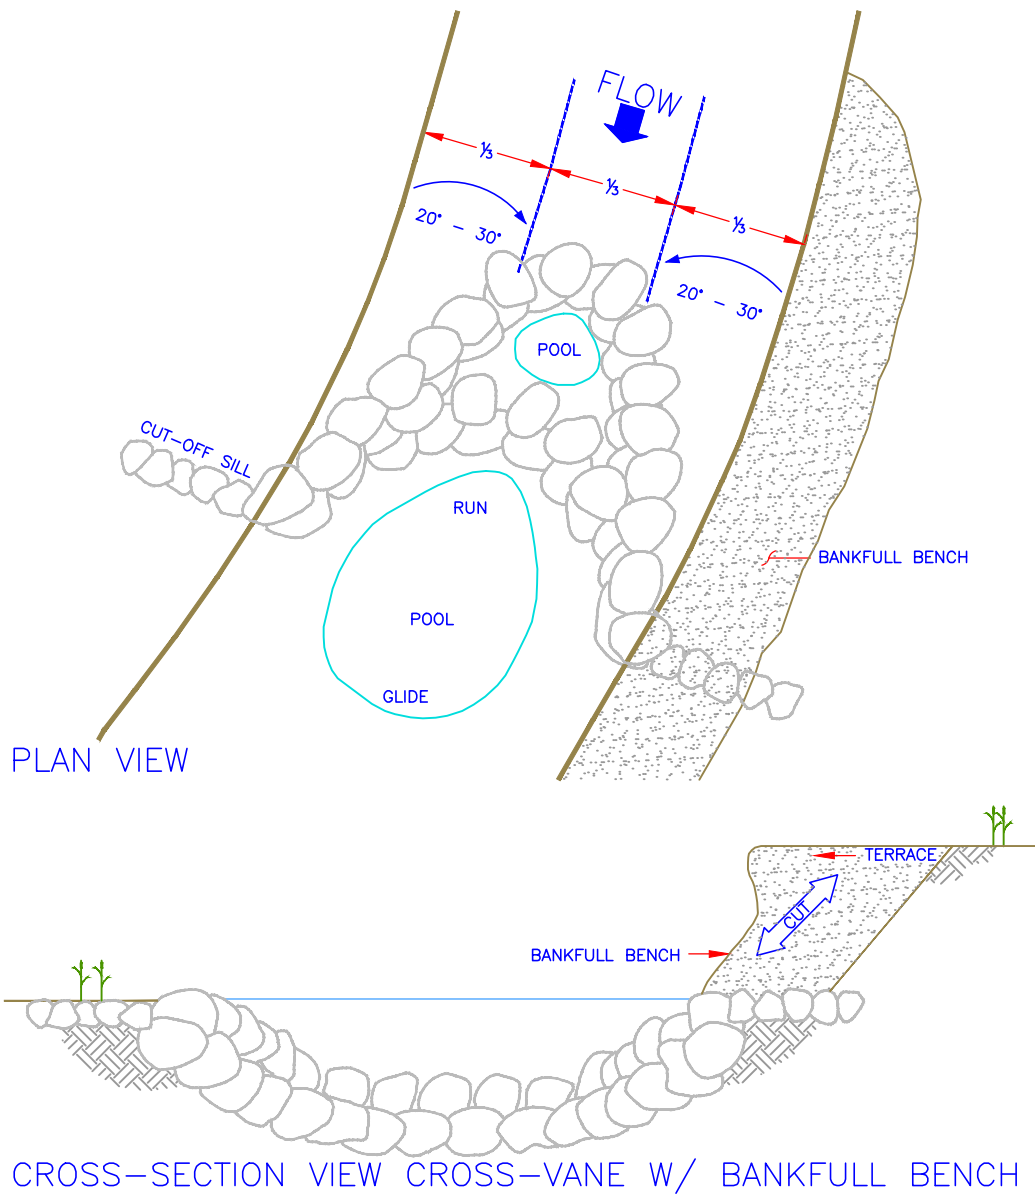 FLOW
⅓
⅓
⅓
20° - 30°
20° - 30°
POOL
CUT-OFF SILL
RUN
BANKFULL BENCH
POOL
GLIDE
PLAN VIEW
TERRACE
CUT
BANKFULL BENCH
CROSS-SECTION VIEW CROSS-VANE W/ BANKFULL BENCH